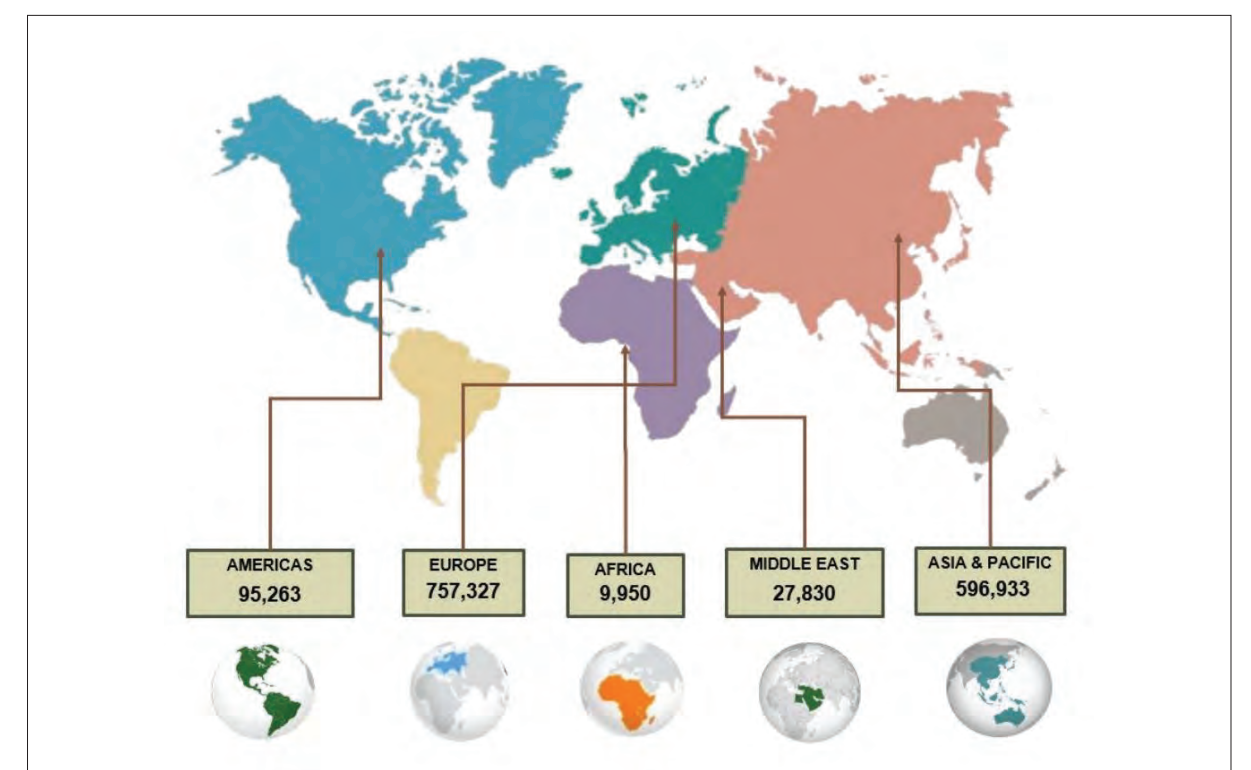 AMERICAS
95,263
EUROPE
757,327
AFRICA
9,950
MIDDLE EAST
27,830
ASIA & PACIFIC
596,933